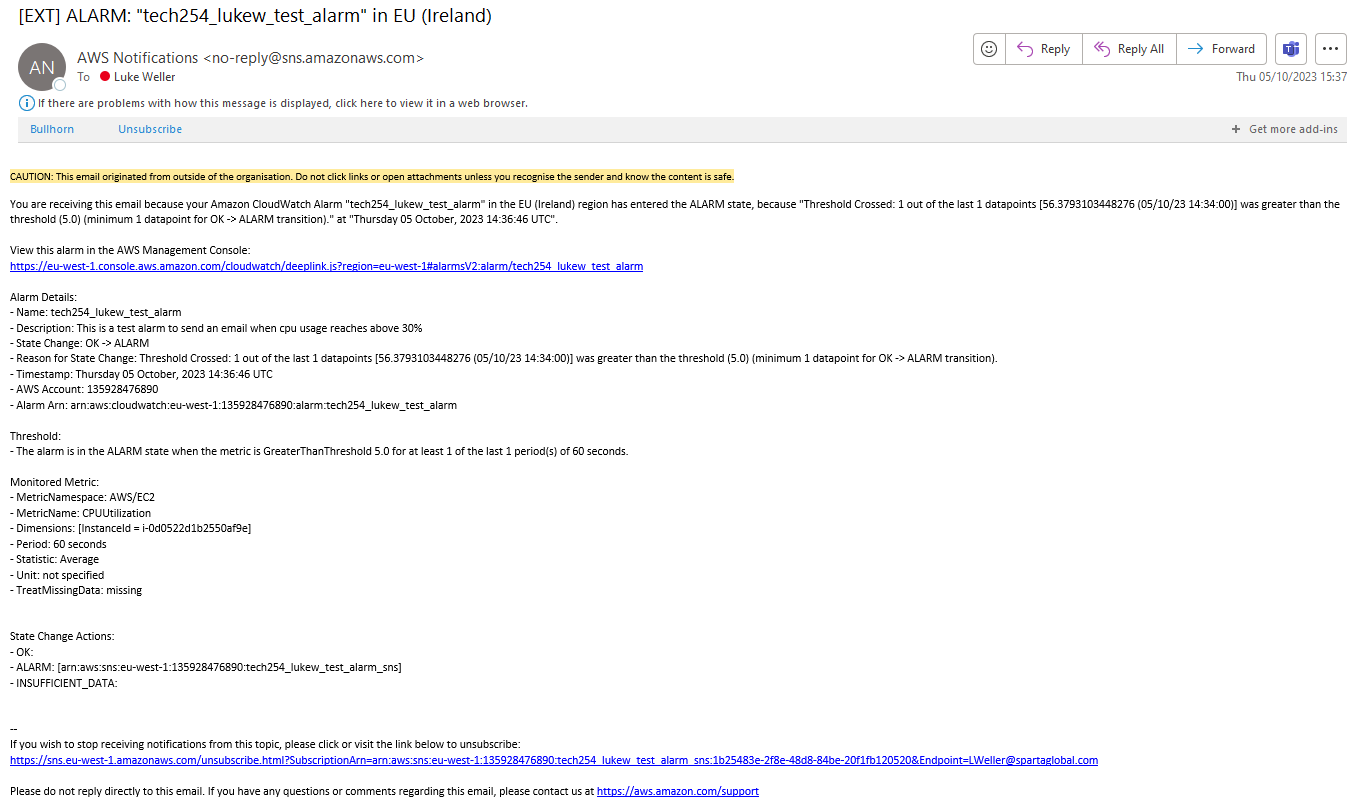 [EXT] ALARM: "tech254_lukew_test_alarm" in EU (Ireland)
AN
AWS Notifications <no-reply@sns.amazonaws.com>
To Luke Weller
Reply
Reply All
Forward
Thu 05/10/2023 15:37
If there are problems with how this message is displayed, click here to view it in a web browser.
Bullhorn
Unsubscribe
+ Get more add-ins
CAUTION: This email originated from outside of the organisation. Do not click links or open attachments unless you recognise the sender and know the content is safe.
You are receiving this email because your Amazon CloudWatch Alarm "tech254_lukew_test_alarm" in the EU (Ireland) region has entered the ALARM state, because "Threshold Crossed: 1 out of the last 1 datapoints [56.3793103448276 (05/10/23 14:34:00)] was greater than the
threshold (5.0) (minimum 1 datapoint for OK -> ALARM transition)." at "Thursday 05 October, 2023 14:36:46 UTC".
View this alarm in the AWS Management Console:
https://eu-west-1.console.aws.amazon.com/cloudwatch/deeplink.js?region=eu-west-1#alarmsV2:alarm/tech254_lukew_test_alarm
Alarm Details:
- Name: tech254_lukew_test_alarm
- Description: This is a test alarm to send an email when cpu usage reaches above 30%
- State Change: OK -> ALARM
- Reason for State Change: Threshold Crossed: 1 out of the last 1 datapoints [56.3793103448276 (05/10/23 14:34:00)] was greater than the threshold (5.0) (minimum 1 datapoint for OK -> ALARM transition).
- Timestamp: Thursday 05 October, 2023 14:36:46 UTC
- AWS Account: 135928476890
- Alarm Arn: arn:aws:cloudwatch:eu-west-1:135928476890:alarm:tech254_lukew_test_alarm
Threshold:
- The alarm is in the ALARM state when the metric is GreaterThanThreshold 5.0 for at least 1 of the last 1 period(s) of 60 seconds.
Monitored Metric:
- MetricNamespace: AWS/EC2
- MetricName: CPUUtilization
- Dimensions: [InstanceId = i-0d0522d1b2550af9e]
- Period: 60 seconds
- Statistic: Average
- Unit: not specified
- TreatMissingData: missing
State Change Actions:
- OK:
- ALARM: [arn:aws:sns:eu-west-1:135928476890:tech254_lukew_test_alarm_sns]
- INSUFFICIENT_DATA:
--
If you wish to stop receiving notifications from this topic, please click or visit the link below to unsubscribe:
https://sns.eu-west-1.amazonaws.com/unsubscribe.html?SubscriptionArn=arn:aws:sns:eu-west-1:135928476890:tech254_lukew_test_alarm_sns:1b25483e-2f8e-48d8-84be-20f1fb120520&Endpoint=LWeller@spartaglobal.com
Please do not reply directly to this email. If you have any questions or comments regarding this email, please contact us at https://aws.amazon.com/support